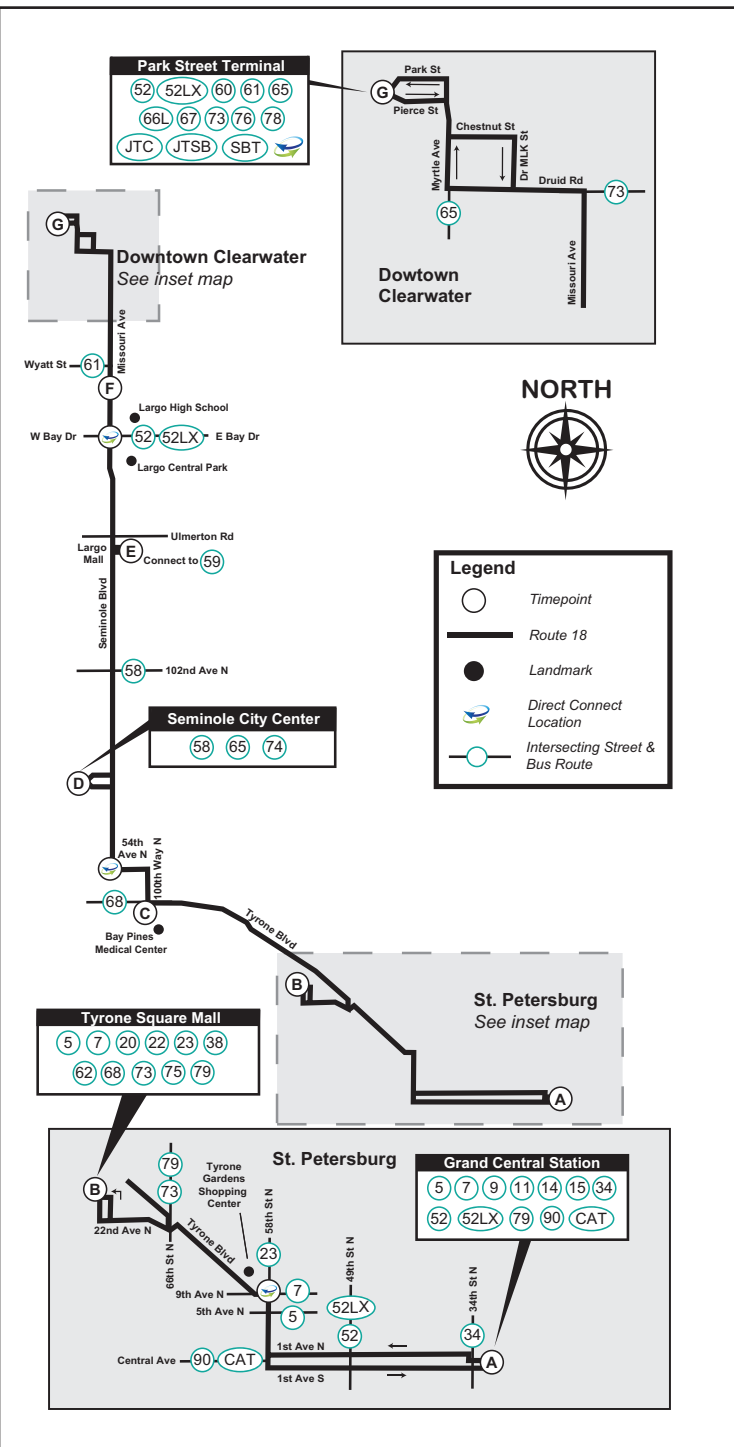 Park Street Terminal
52 52LX 60 61 65
66L 67 73 76 78
JTC JTSB SBT
Park St
G
Pierce St
Chestnut St
Myrtle Ave
Dr MLK St
Druid Rd
73
65
Missouri Ave
Dowtown
Clearwater
G
Downtown Clearwater
See inset map
Missouri Ave
Wyatt St 61
F
Largo High School
W Bay Dr 52 52LX E Bay Dr
Largo Central Park
NORTH
Ulmerton Rd
Largo
Mall
E
Connect to 59
Seminole Blvd
58 102nd Ave N
Legend
Timepoint
Route 18
Landmark
Direct Connect
Location
Intersecting Street &
Bus Route
Seminole City Center
58 65 74
D
54th
Ave N
100th Way N
68
C
Bay Pines
Medical Center
Tyrone Blvd
B
St. Petersburg
See inset map
A
Tyrone Square Mall
5 7 20 22 23 38
62 68 73 75 79
St. Petersburg
Grand Central Station
5 7 9 11 14 15 34
52 52LX 79 90 CAT
79
73
B
22nd Ave N
66th St N
Tyrone Blvd
Tyrone
Gardens
Shopping
Center
58th St N
23
49th St N
34th St N
9th Ave N 7
5th Ave N 5
52LX
52
34
1st Ave N
Central Ave 90 CAT
A
1st Ave S